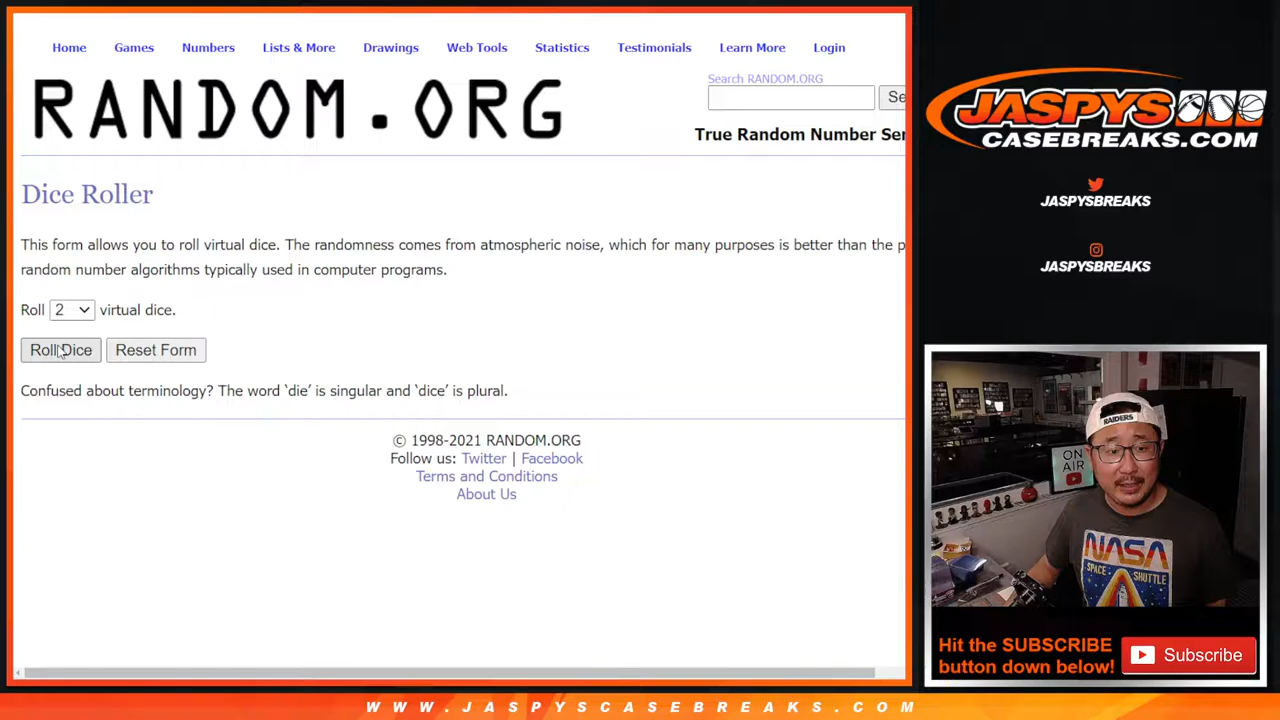 Home Games Numbers Lists & More Drawings Web Tools Statistics Testimonials Learn More Login
RANDOM.ORG
Search RANDOM.ORG
Se
True Random Number Ser
Dice Roller
This form allows you to roll virtual dice. The randomness comes from atmospheric noise, which for many purposes is better than the p
random number algorithms typically used in computer programs.
Roll 2 virtual dice.
Roll Dice Reset Form
Confused about terminology? The word ‘die’ is singular and ‘dice’ is plural.
© 1998-2021 RANDOM.ORG
Follow us: Twitter | Facebook
Terms and Conditions
About Us
JASPYS
CASEBREAKS.COM
JASPYSBREAKS
JASPYSBREAKS
RAIDERS
ON
AIR
NASA
SPACE SHUTTLE
Hit the SUBSCRIBE
button down below!
Subscribe
WWW.JASPYSCASEBREAKS.COM